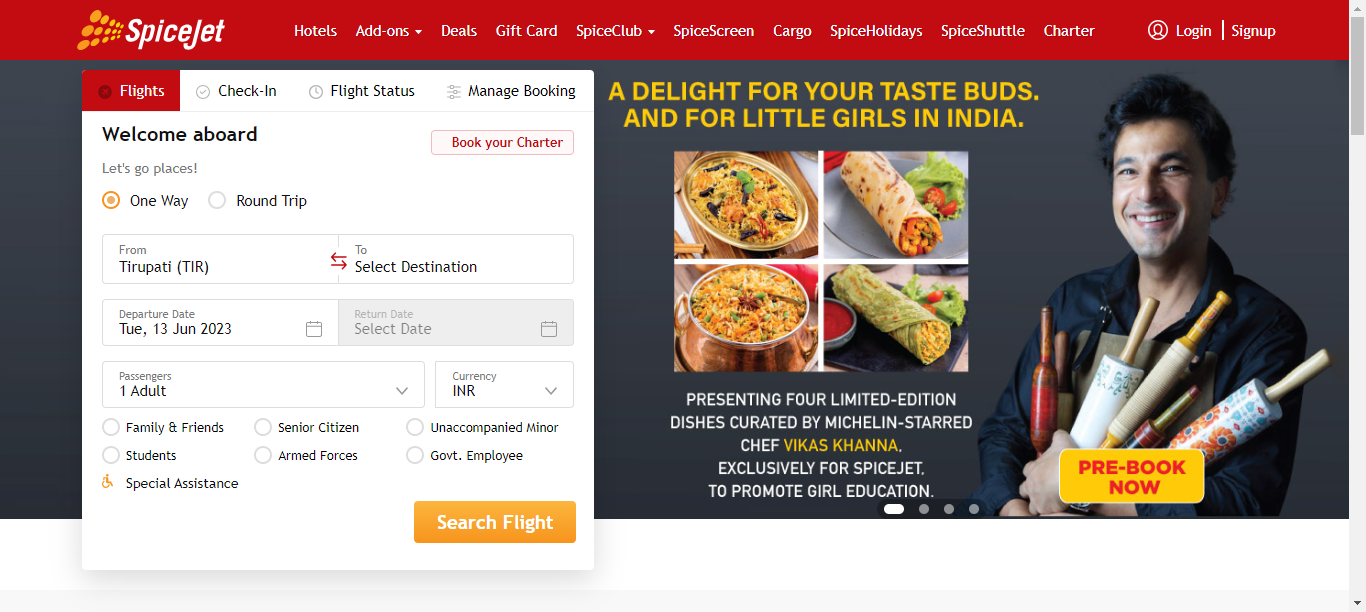 SpiceJet
Hotels Add-ons Deals Gift Card SpiceClub SpiceScreen Cargo SpiceHolidays SpiceShuttle Charter Login Signup
Flights Check-In Flight Status Manage Booking
Welcome aboard
Book your Charter
Let's go places!
One Way Round Trip
From To
Tirupati (TIR) Select Destination
Departure Date Return Date
Tue, 13 Jun 2023 Select Date
Passengers Currency
1 Adult INR
Family & Friends Senior Citizen Unaccompanied Minor
Students Armed Forces Govt. Employee
Special Assistance
Search Flight
A DELIGHT FOR YOUR TASTE BUDS.
AND FOR LITTLE GIRLS IN INDIA.
PRESENTING FOUR LIMITED-EDITION
DISHES CURATED BY MICHELIN-STARRED
CHEF VIKAS KHANNA,
EXCLUSIVELY FOR SPICEJET,
TO PROMOTE GIRL EDUCATION.
PRE-BOOK
NOW